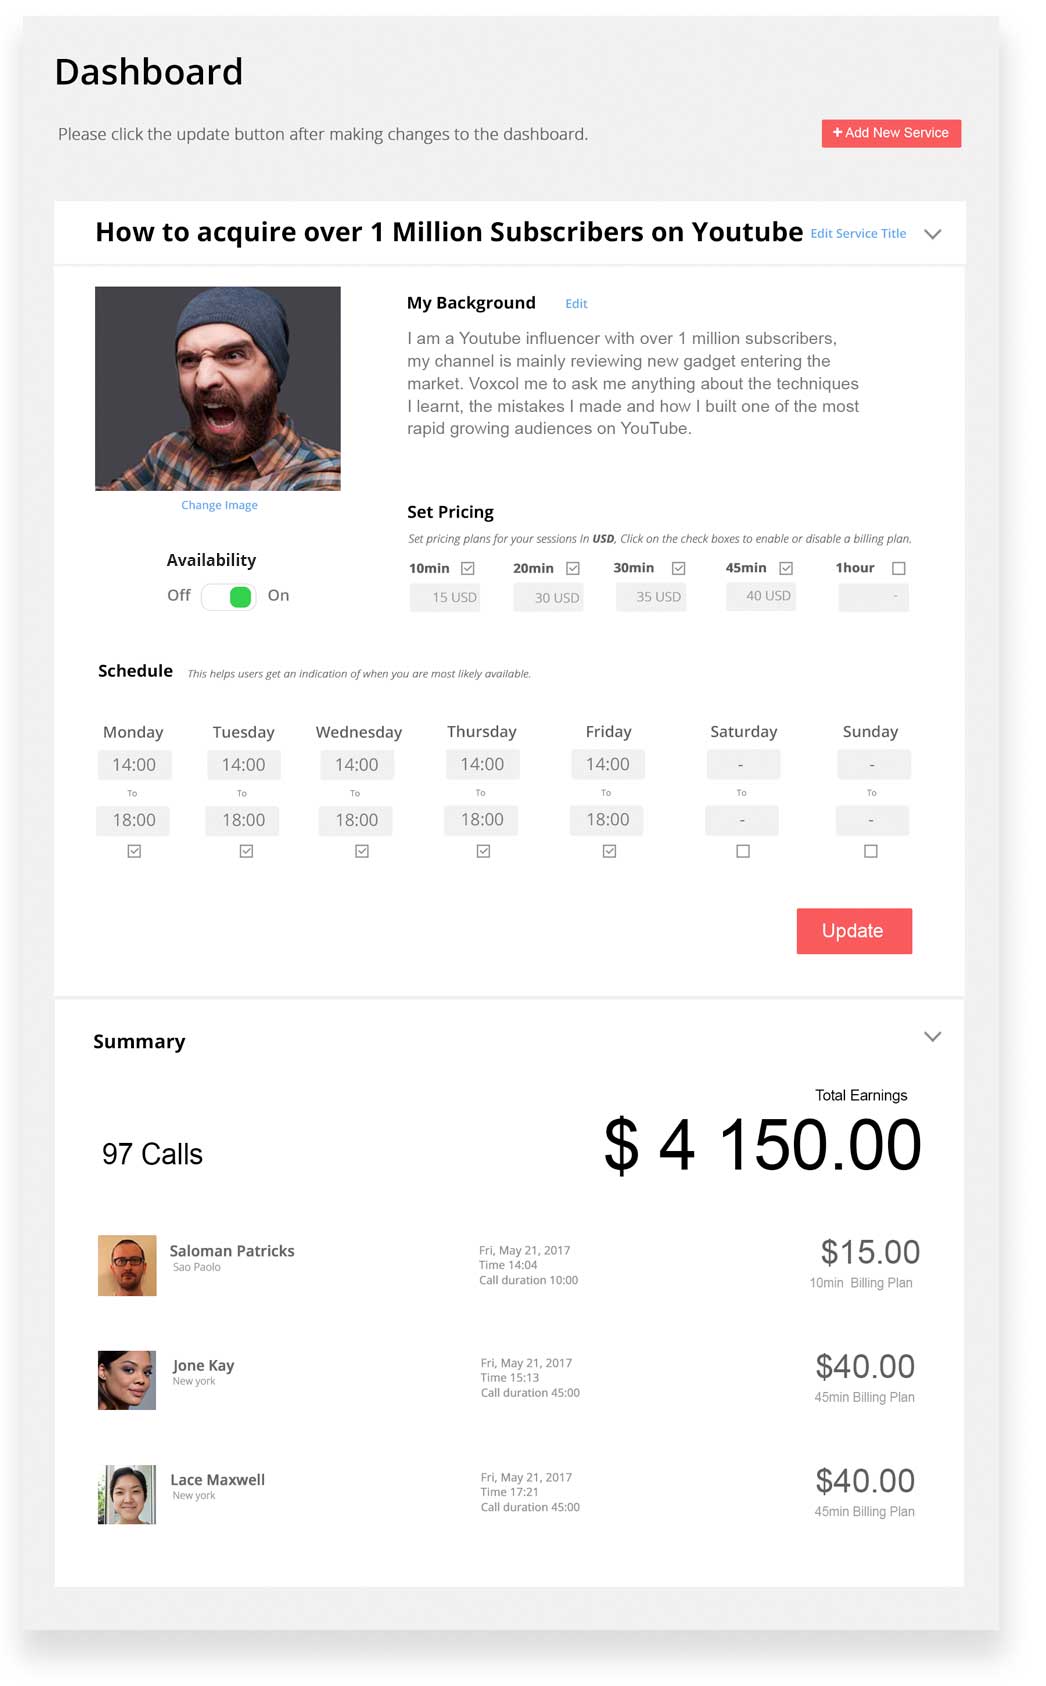 Dashboard
Please click the update button after making changes to the dashboard.
+ Add New Service
How to acquire over 1 Million Subscribers on Youtube Edit Service Title
My Background Edit
I am a Youtube influencer with over 1 million subscribers,
my channel is mainly reviewing new gadget entering the
market. Voxcol me to ask me anything about the techniques
I learnt, the mistakes I made and how I built one of the most
rapid growing audiences on YouTube.
Change Image
Availability
Off On
Set Pricing
Set pricing plans for your sessions In USD, Click on the check boxes to enable or disable a billing plan.
10min 20min 30min 45min 1hour
15 USD 30 USD 35 USD 40 USD -
Schedule This helps users get an indication of when you are most likely available.
Monday Tuesday Wednesday Thursday Friday Saturday Sunday
14:00 14:00 14:00 14:00 14:00 - -
To To To To To To To
18:00 18:00 18:00 18:00 18:00 - -
Update
Summary
Total Earnings
97 Calls $ 4 150.00
Saloman Patricks
Sao Paolo
Fri, May 21, 2017
Time 14:04
Call duration 10:00
$15.00
10min Billing Plan
Jone Kay
New york
Fri, May 21, 2017
Time 15:13
Call duration 45:00
$40.00
45min Billing Plan
Lace Maxwell
New york
Fri, May 21, 2017
Time 17:21
Call duration 45:00
$40.00
45min Billing Plan